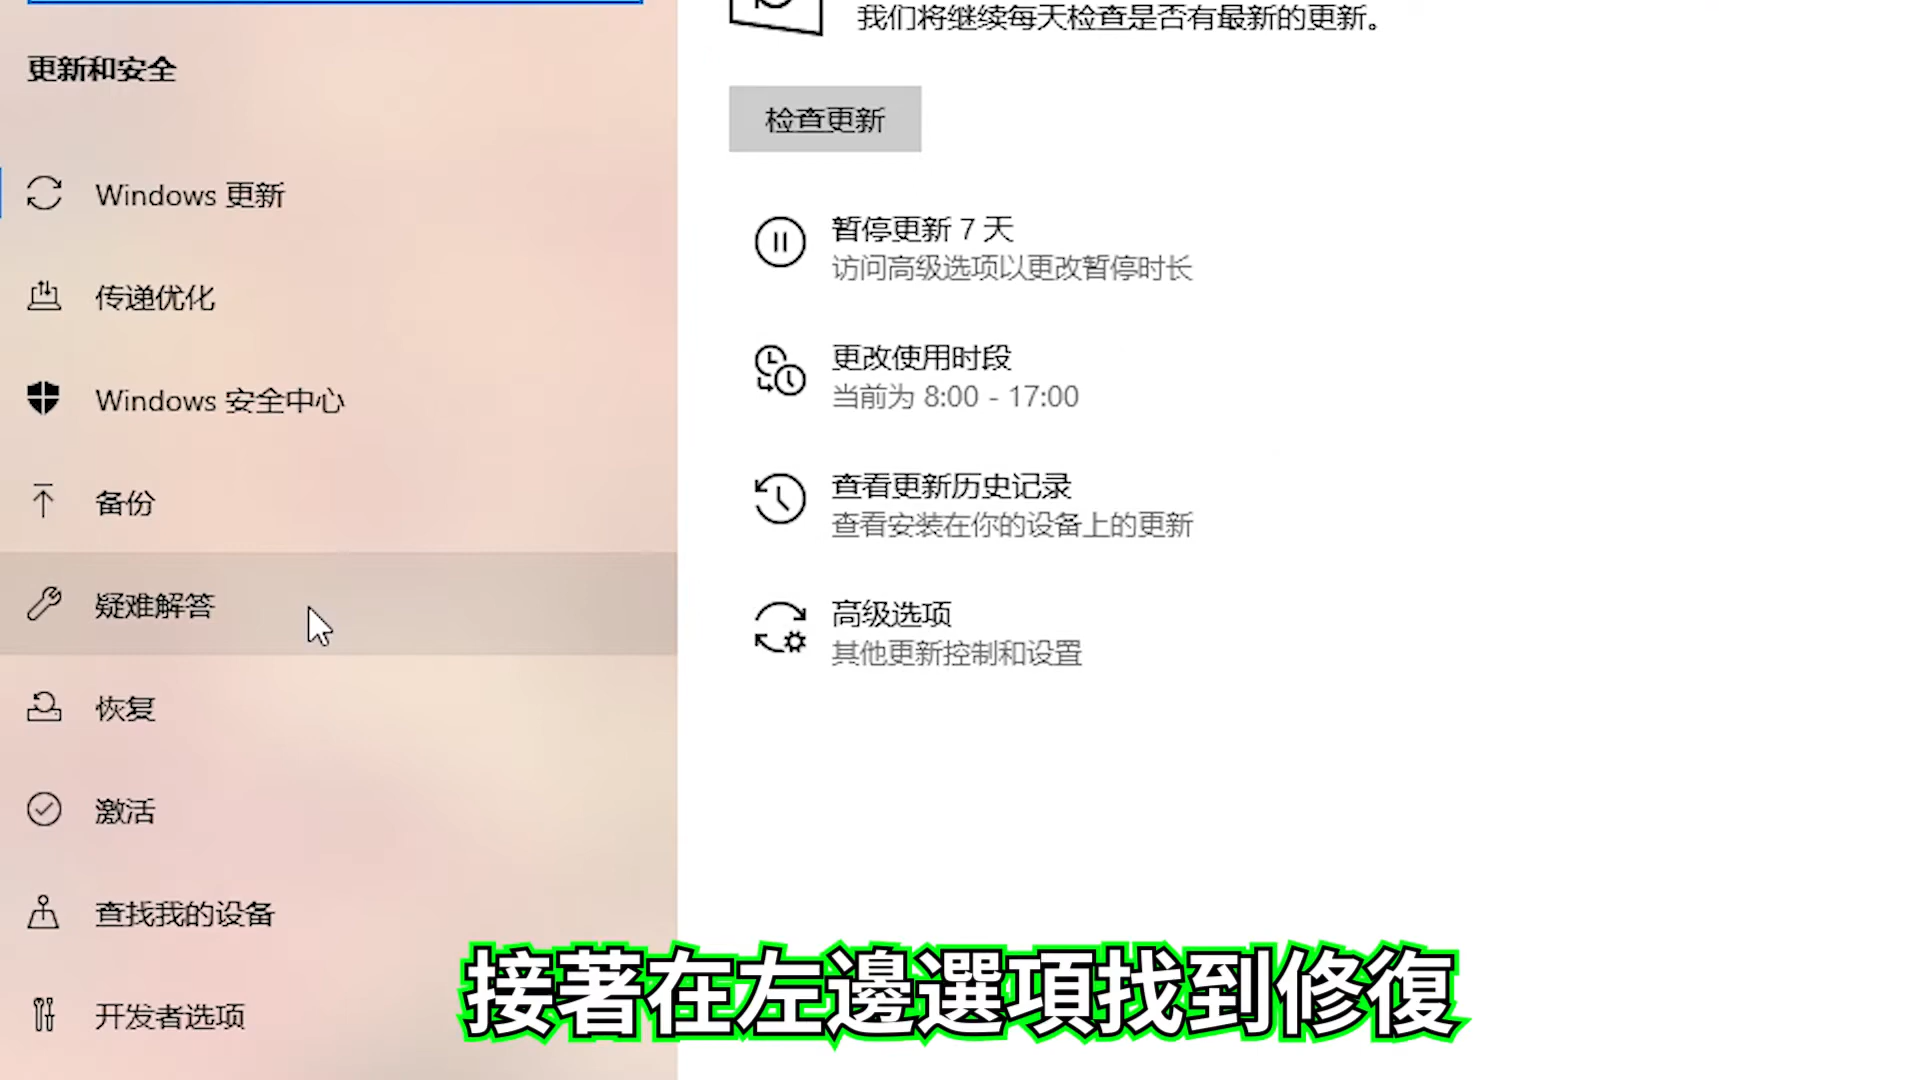 我们将继续每天检查是否有最新的更新。
更新和安全
检查更新
Windows 更新
传递优化
Windows 安全中心
备份
疑难解答
恢复
激活
查找我的设备
开发者选项
暂停更新 7 天
访问高级选项以更改暂停时长
更改使用时段
当前为 8:00 - 17:00
查看更新历史记录
查看安装在你的设备上的更新
高级选项
其他更新控制和设置
接著在左邊選項找到修復